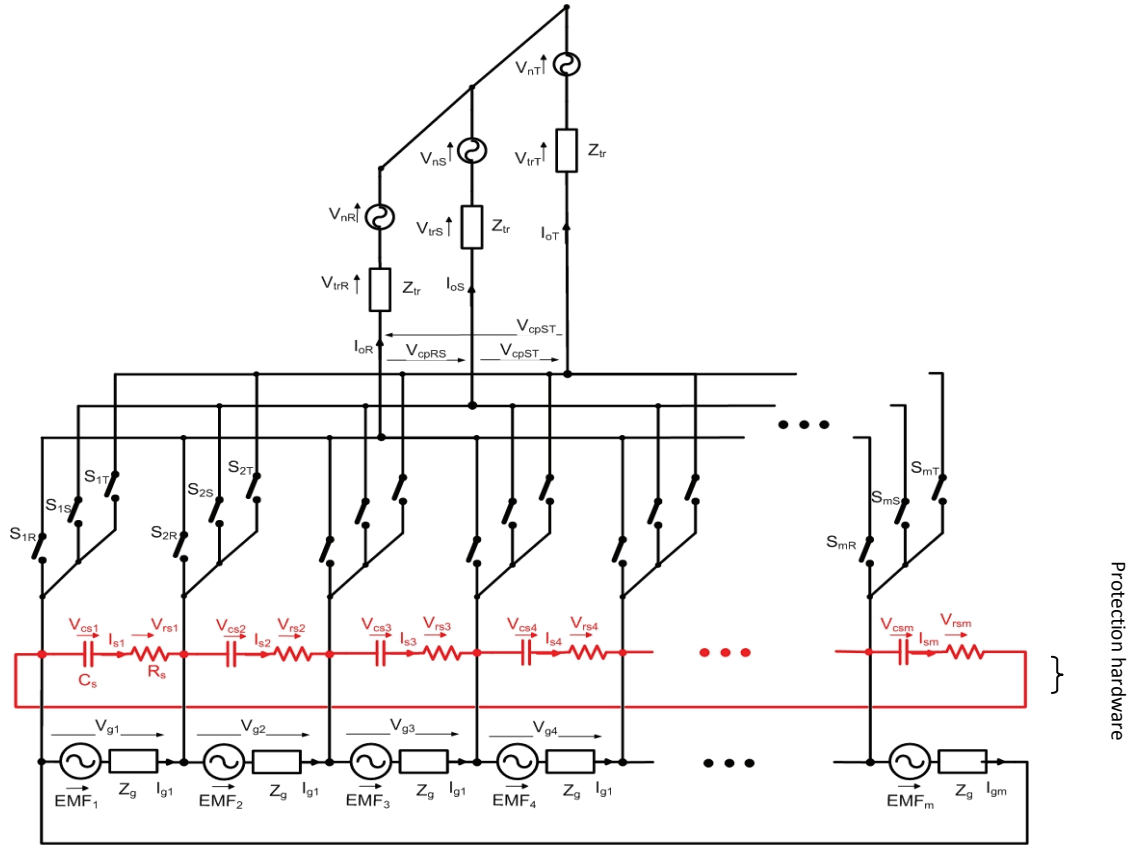 VnT
VtrT
Ztr
VnS
VtrS
Ztr
IoT
VnR
VtrR
Ztr
IoS
VcpST
IoR
VcpRS
VcpST
S1T
S1S
S1R
S2T
S2S
S2R
SmT
SmS
SmR
Vcs1
Is1
Vrs1
Vcs2
Is2
Vrs2
Vcs3
Is3
Vrs3
Vcs4
Is4
Vrs4
Vcsm
Ism
Vrsm
Cs
Rs
Protection hardware
}
Vg1
Vg2
Vg3
Vg4
EMF1
Zg
Ig1
EMF2
Zg
Ig1
EMF3
Zg
Ig1
EMF4
Zg
Ig1
EMFm
Zg
Igm